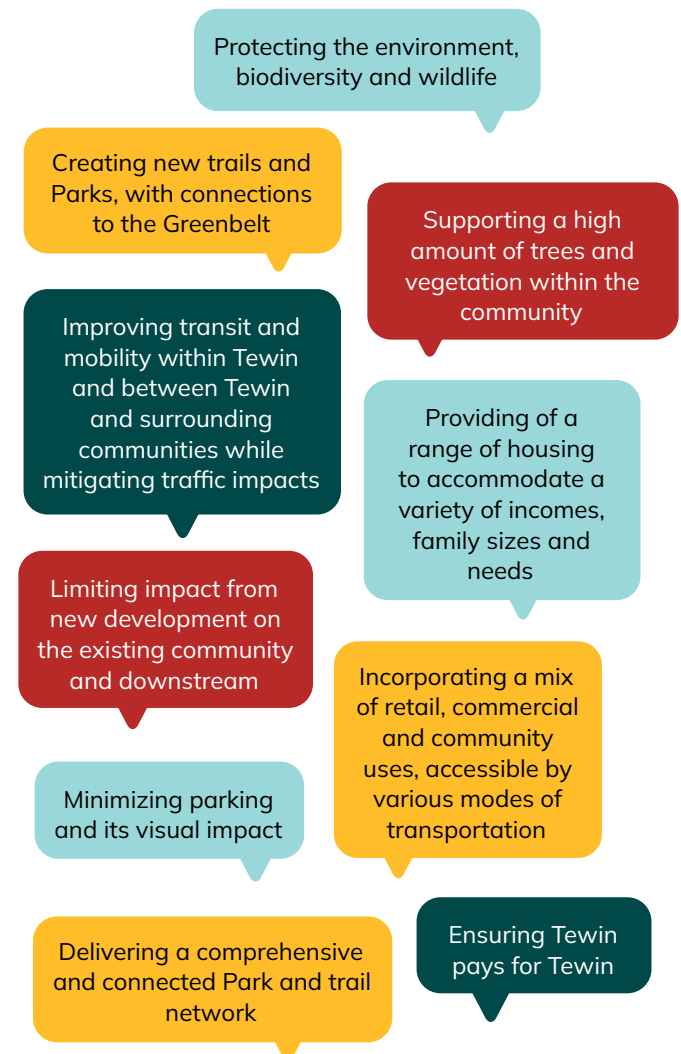 Protecting the environment,
biodiversity and wildlife
Creating new trails and
Parks, with connections
to the Greenbelt
Supporting a high
amount of trees and
vegetation within the
community
Improving transit and
mobility within Tewin
and between Tewin
and surrounding
communities while
mitigating traffic impacts
Providing of a
range of housing
to accommodate a
variety of incomes,
family sizes and
needs
Limiting impact from
new development on
the existing community
and downstream
Incorporating a mix
of retail, commercial
and community
uses, accessible by
various modes of
transportation
Minimizing parking
and its visual impact
Ensuring Tewin
pays for Tewin
Delivering a comprehensive
and connected Park and trail
network